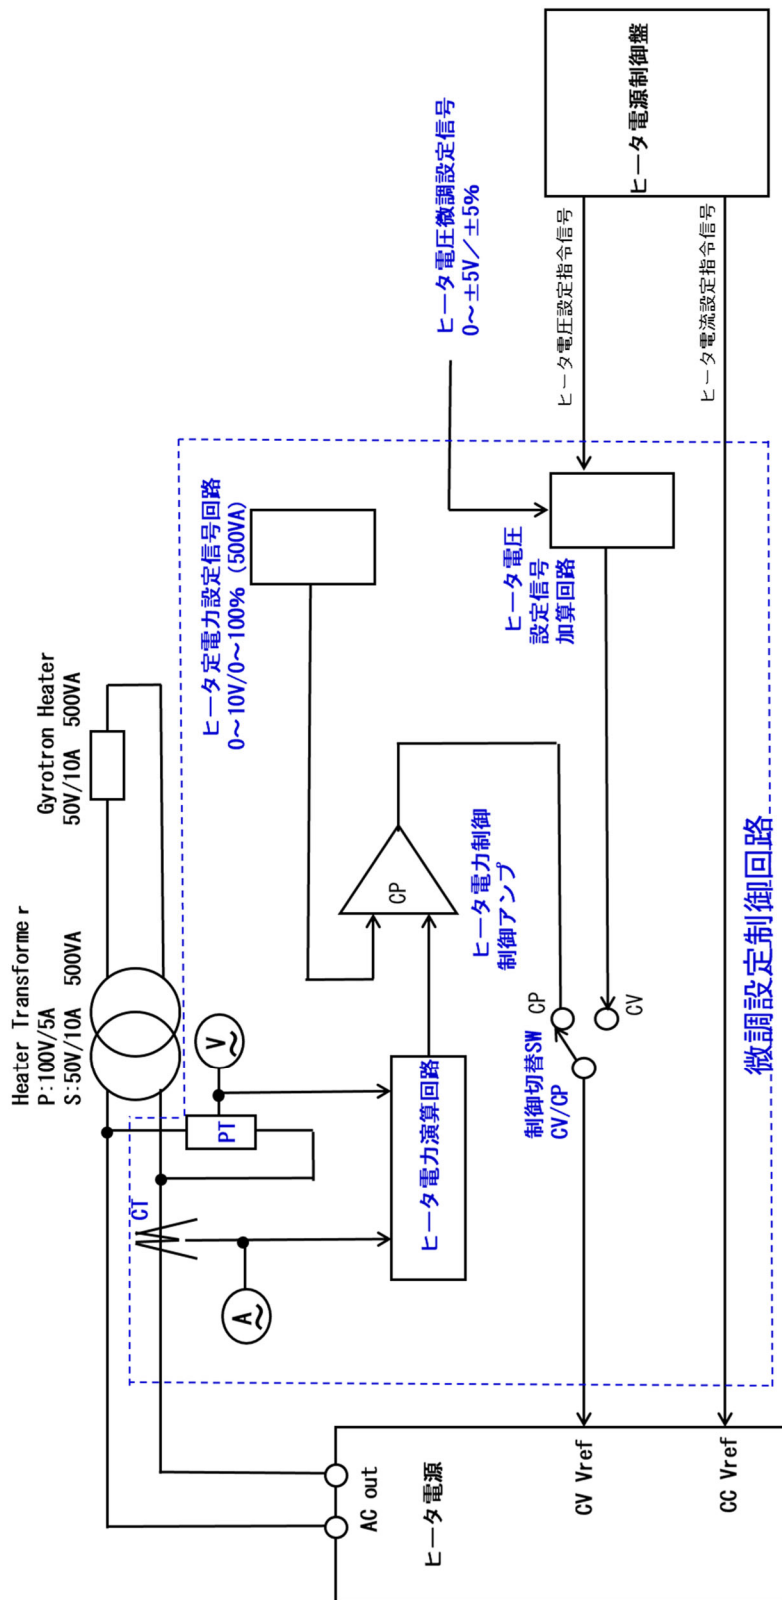 Heater Transformer
P:100V/5A
S:50V/10A 500VA
Gyrotron Heater
50V/10A 500VA
CT
PT
V
A
ヒータ定電力設定信号回路
0～10V/0～100% (500VA)
ヒータ電圧微調設定信号
0～±5V／±5%
ヒータ電源制御盤
ヒータ電力演算回路
CP
ヒータ電力制御
制御アンプ
ヒータ電圧
設定信号
加算回路
ヒータ電圧設定指令信号
ヒータ電流設定指令信号
制御切替SW
CV/CP
CP
CV
AC out
ヒータ電源
CV Vref
CC Vref
微調設定制御回路